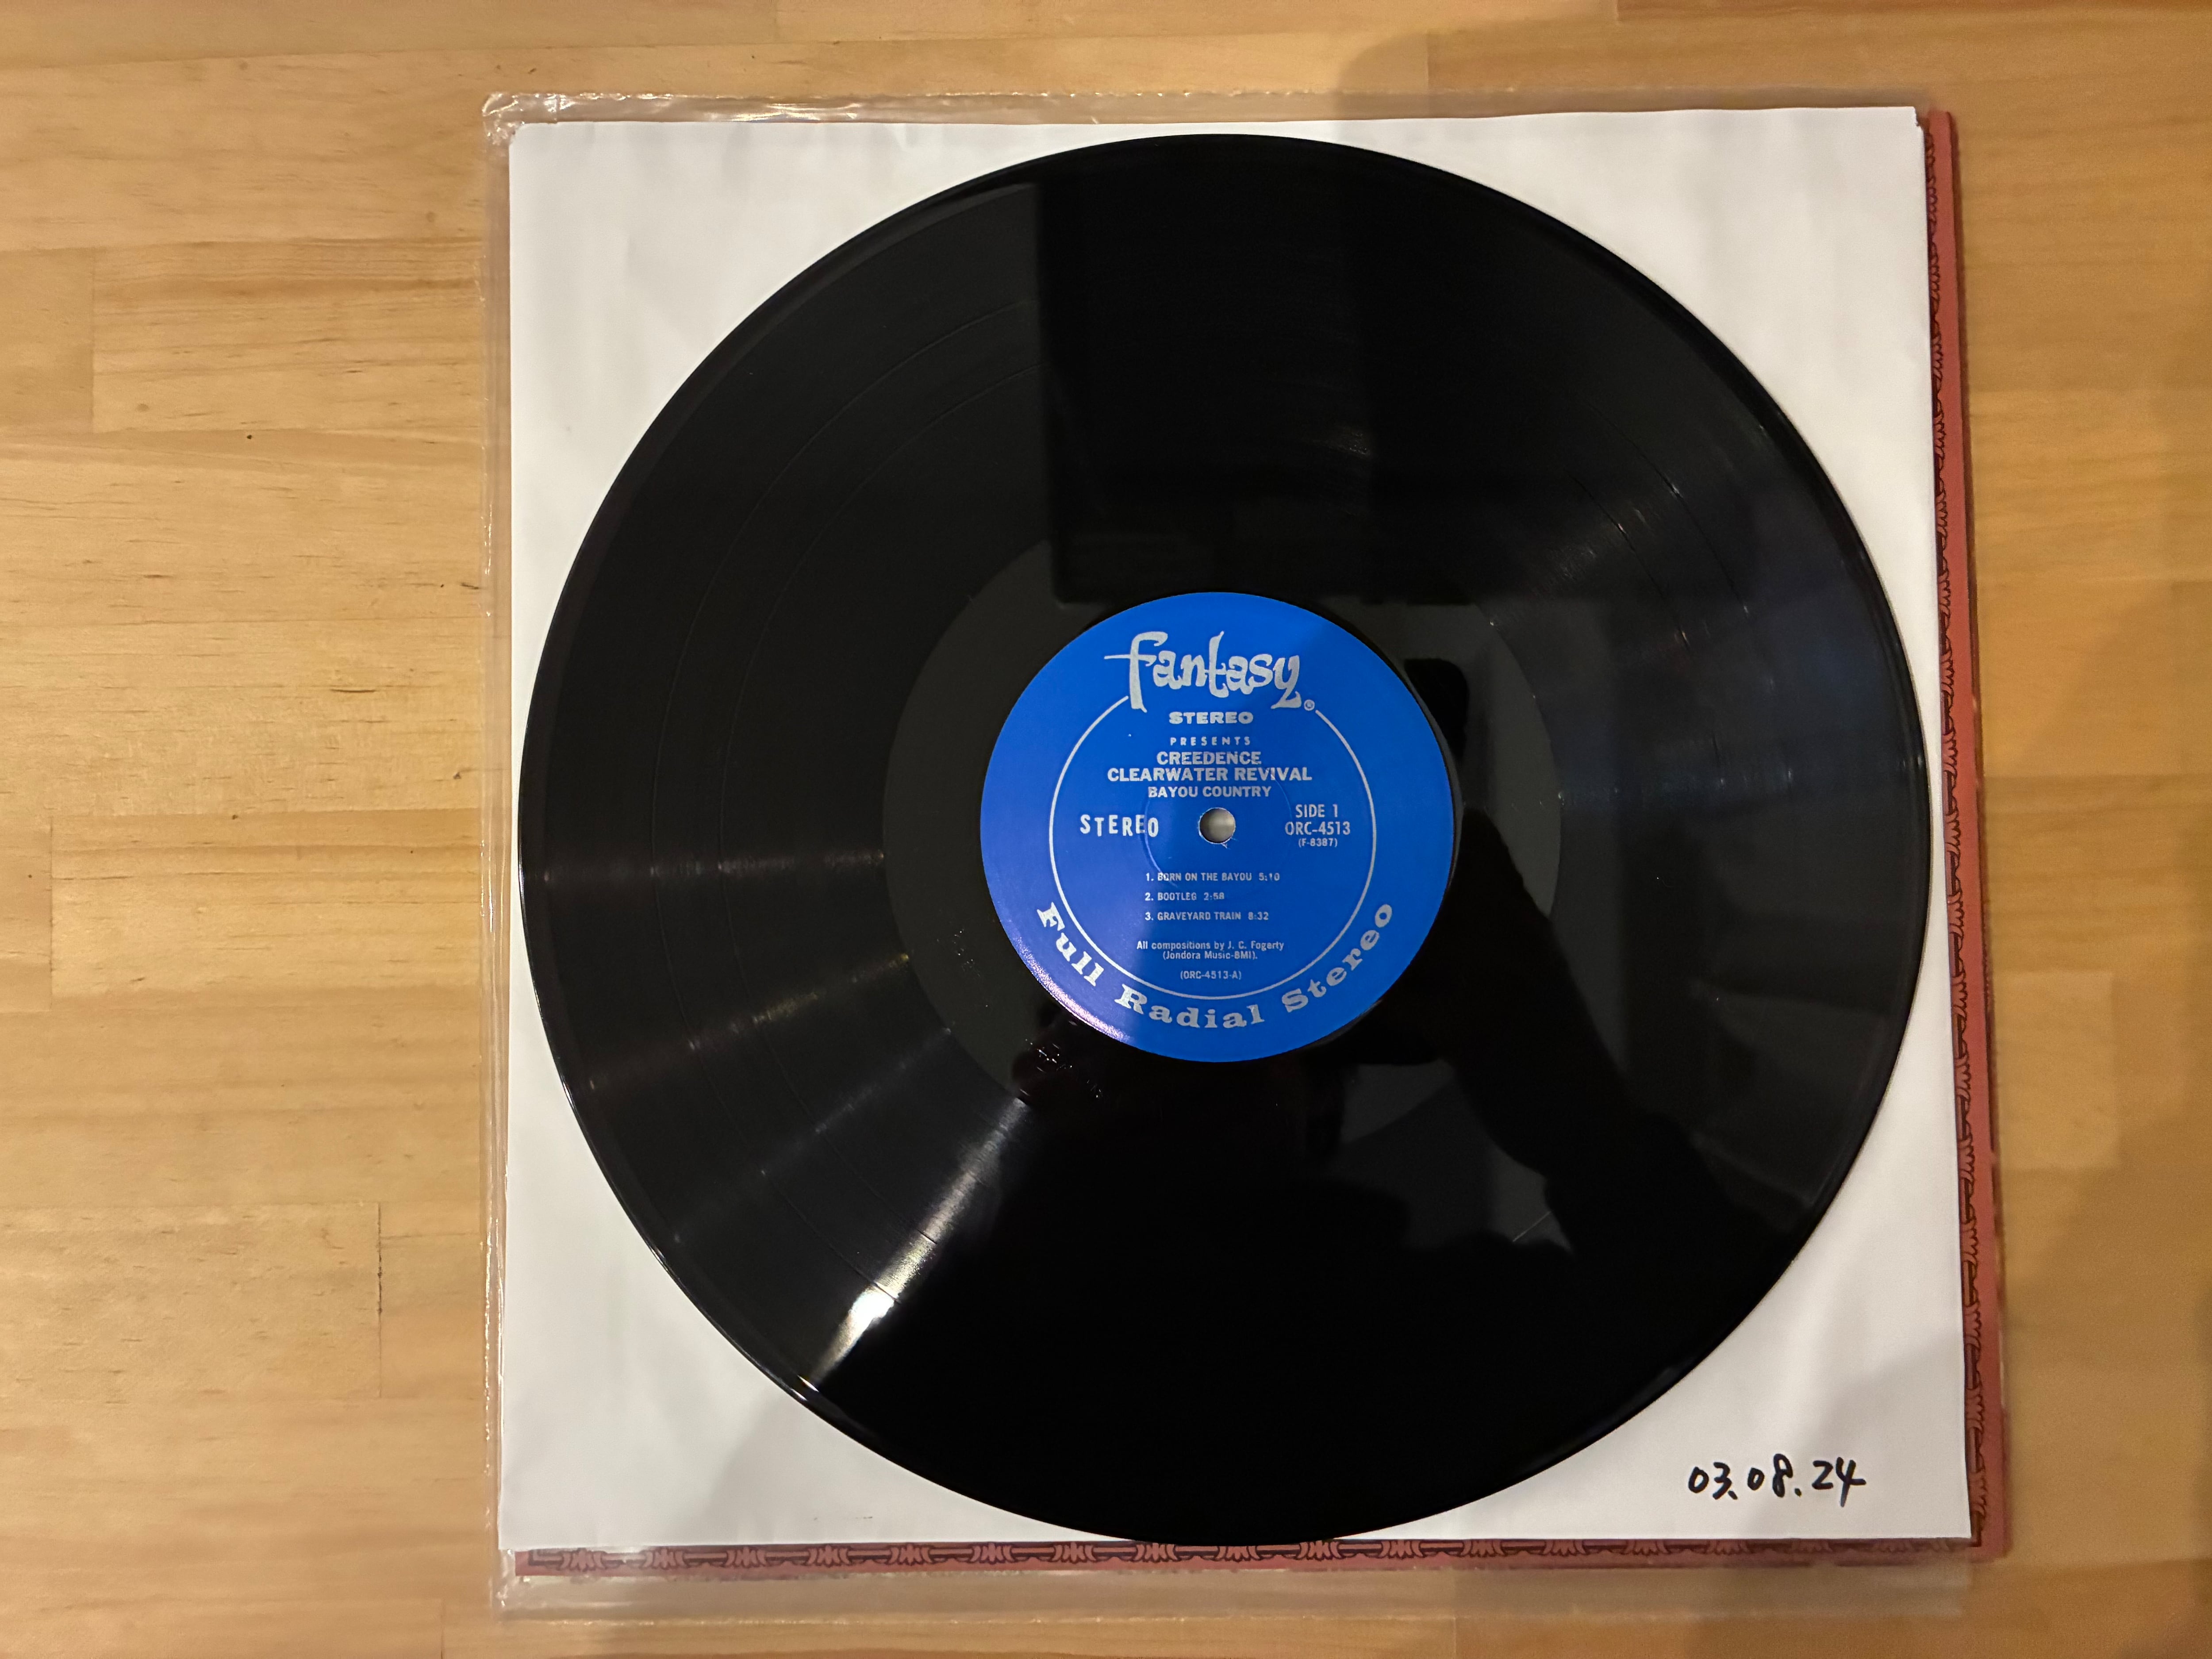 fantasy®
STEREO
PRESENTS
CREEDENCE
CLEARWATER REVIVAL
BAYOU COUNTRY
STEREO
SIDE 1
ORC-4513
(F-8387)
1. BORN ON THE BAYOU 5:10
2. BOOTLEG 2:58
3. GRAVEYARD TRAIN 8:32
All compositions by J. C. Fogerty
(Jondora Music-BMI).
(ORC-4513-A)
Full Radial Stereo
03.08.24